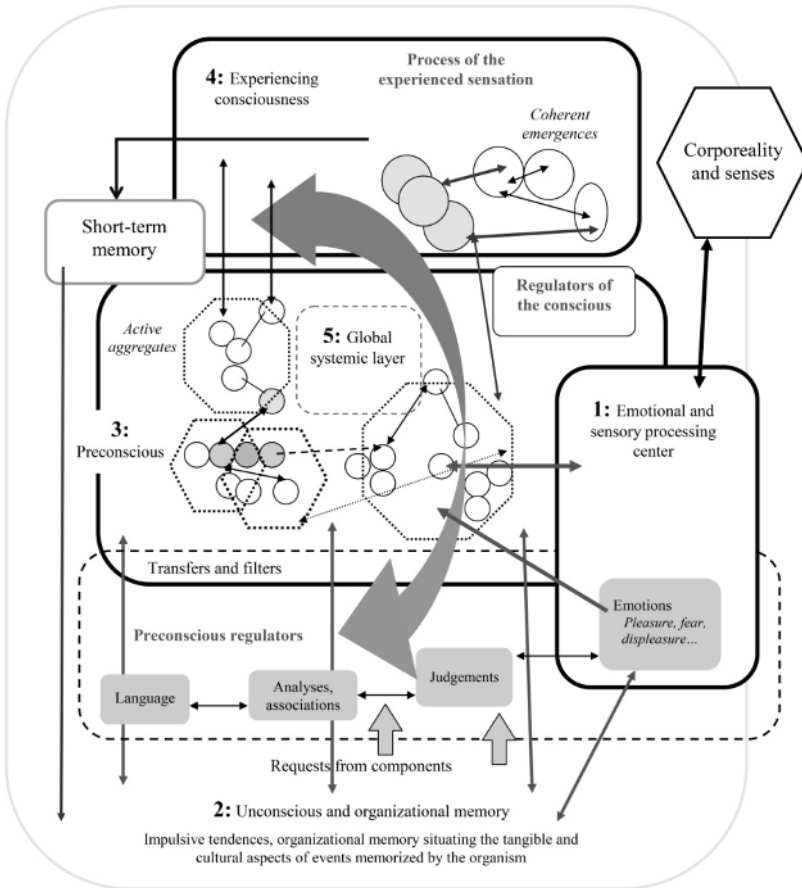 Process of the
experienced sensation
4: Experiencing
consciousness
Coherent
emergences
Corporeality
and senses
Short-term
memory
Regulators of
the conscious
Active
aggregates
5: Global
systemic layer
1: Emotional and
sensory processing
center
3:
Preconscious
Transfers and filters
Emotions
Pleasure, fear,
displeasure...
Preconscious regulators
Language
Analyses,
associations
Judgements
Requests from components
2: Unconscious and organizational memory
Impulsive tendences, organizational memory situating the tangible and
cultural aspects of events memorized by the organism